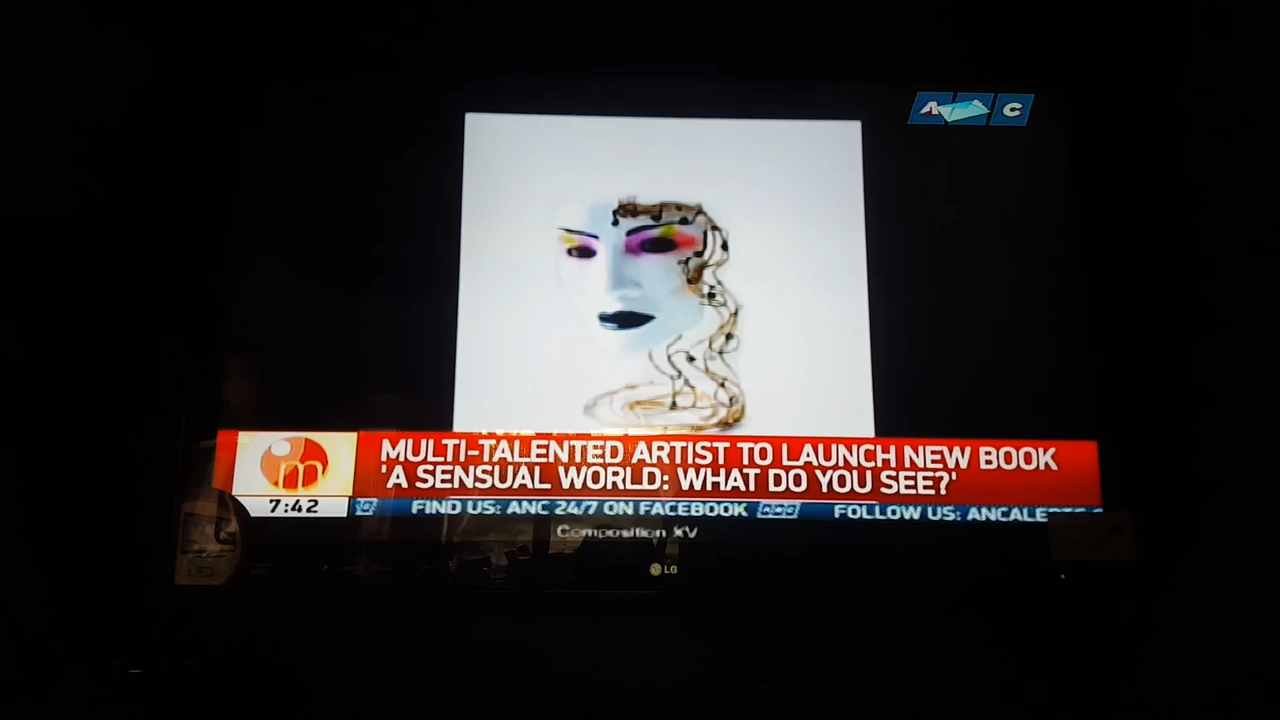 A C
m
MULTI-TALENTED ARTIST TO LAUNCH NEW BOOK
'A SENSUAL WORLD: WHAT DO YOU SEE?'
7:42
FIND US: ANC 24/7 ON FACEBOOK ANC FOLLOW US: ANCALERTS
Composition XV
LG